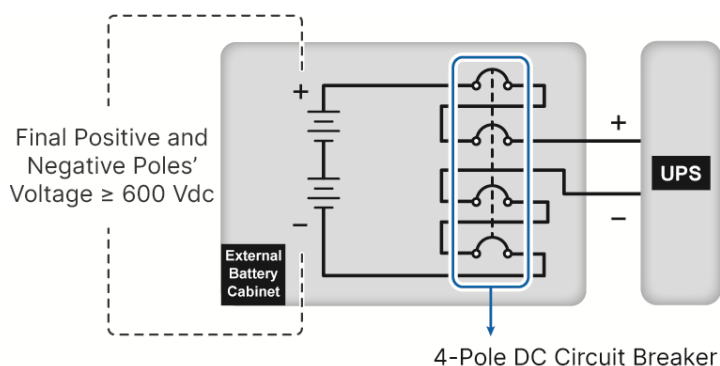 Final Positive and
Negative Poles’
Voltage ≥ 600 Vdc
+
−
External
Battery
Cabinet
+
−
UPS
4-Pole DC Circuit Breaker